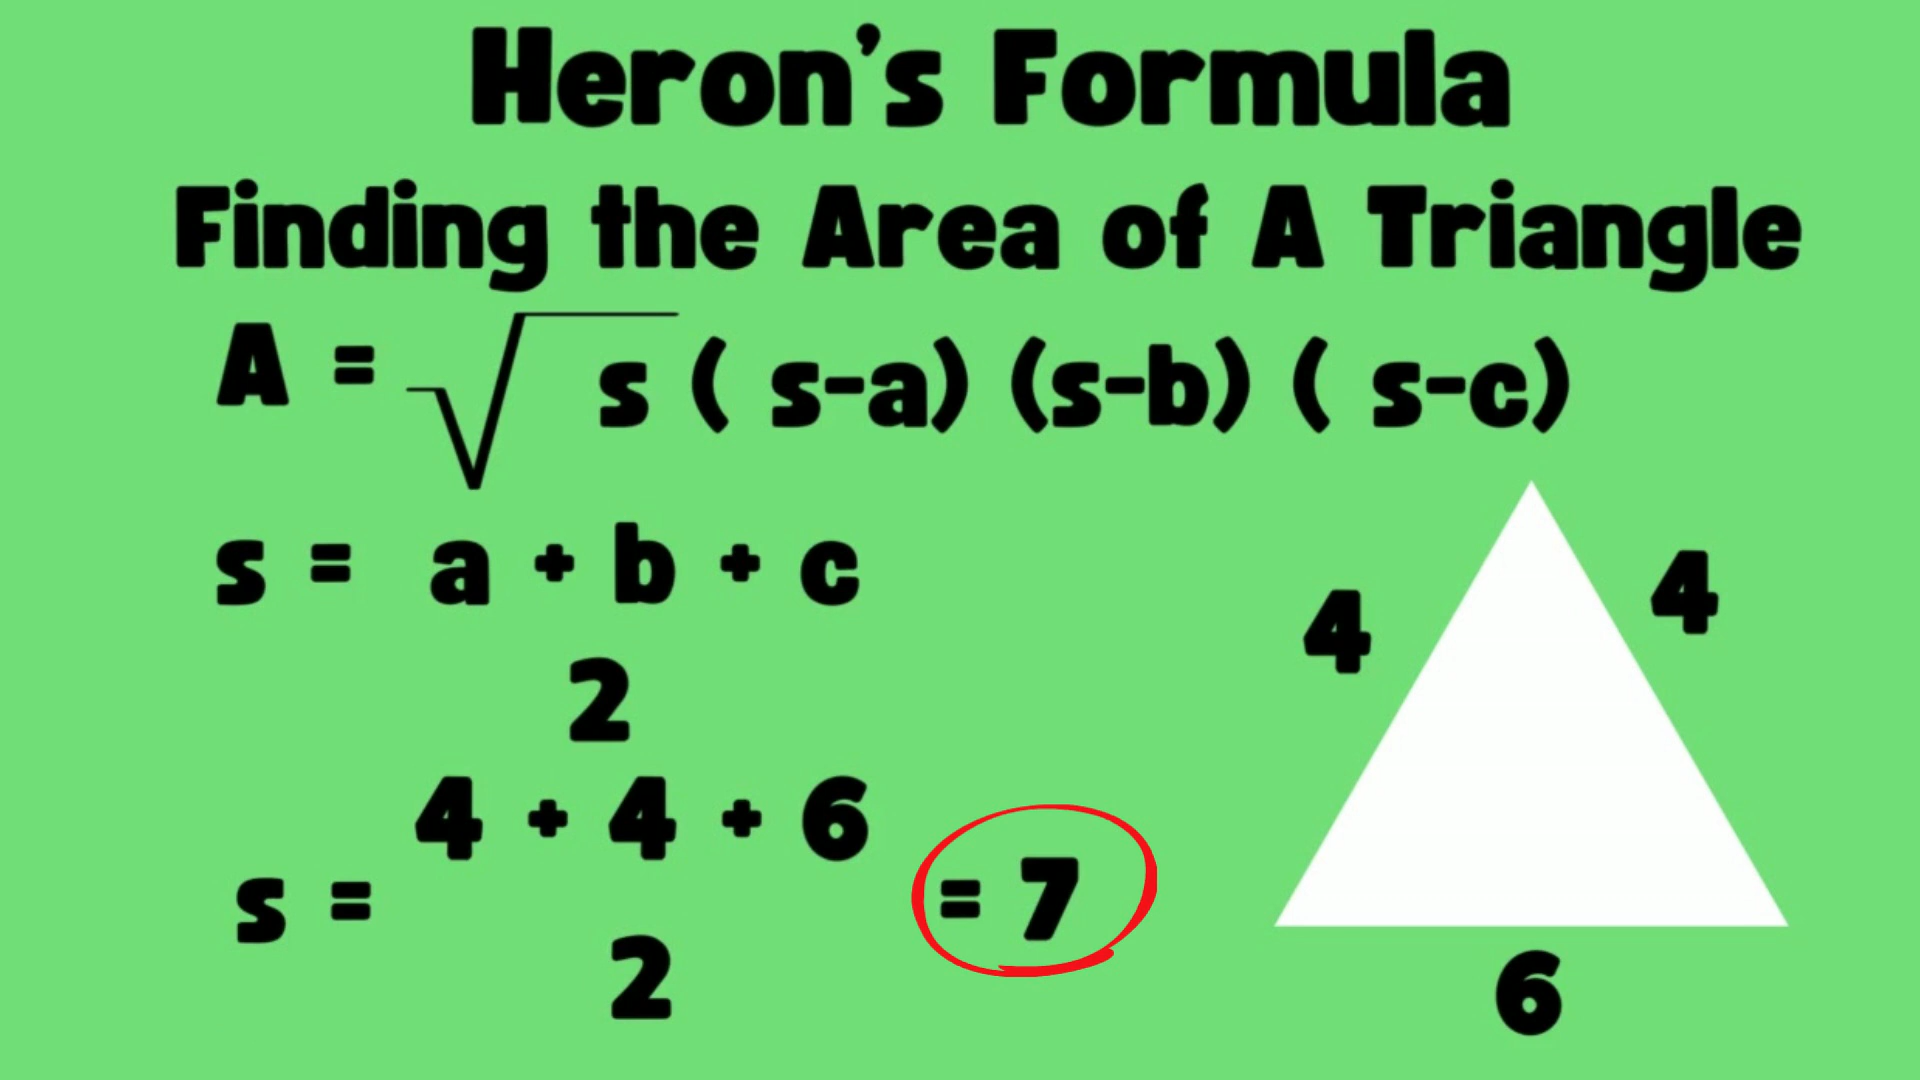 Heron's Formula
Finding the Area of A Triangle
A = √ s ( s-a) (s-b) ( s-c)
s = a + b + c
2
4 + 4 + 6
s = = 7
2
4
4
6